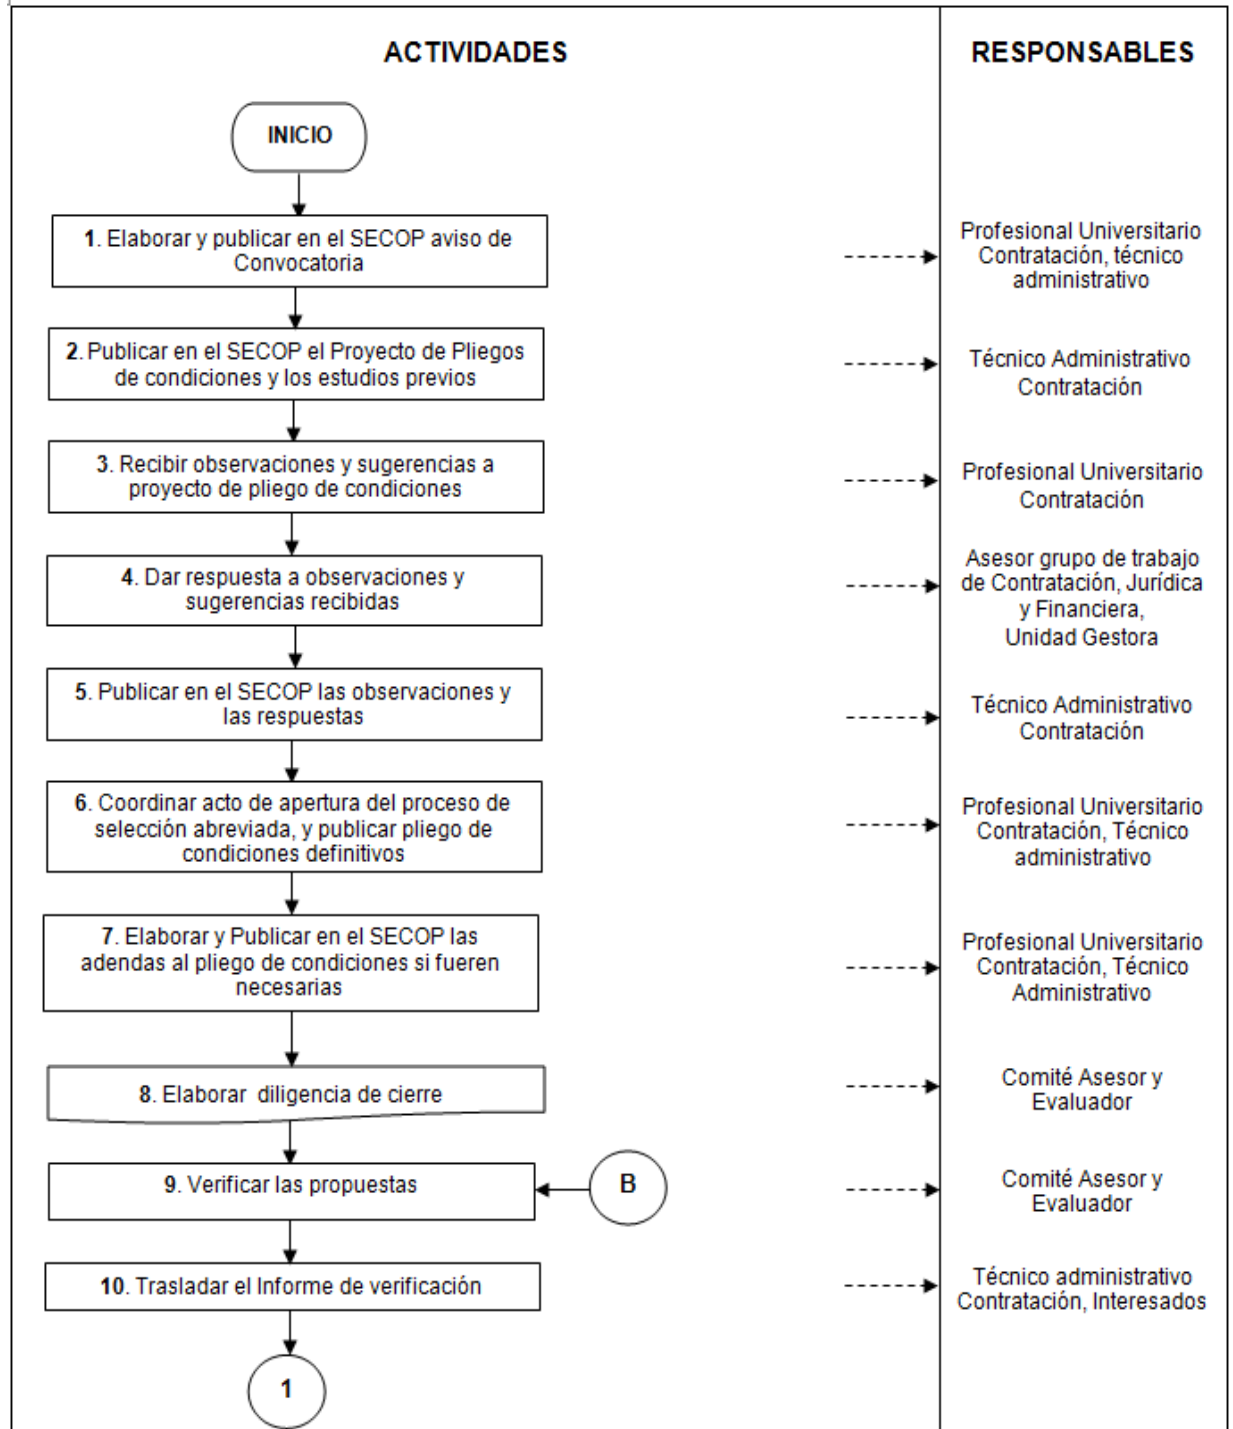 ACTIVIDADES
RESPONSABLES
INICIO
1. Elaborar y publicar en el SECOP aviso de
Convocatoria
Profesional Universitario
Contratación, técnico
administrativo
2. Publicar en el SECOP el Proyecto de Pliegos
de condiciones y los estudios previos
Técnico Administrativo
Contratación
3. Recibir observaciones y sugerencias a
proyecto de pliego de condiciones
Profesional Universitario
Contratación
4. Dar respuesta a observaciones y
sugerencias recibidas
Asesor grupo de trabajo
de Contratación, Jurídica
y Financiera,
Unidad Gestora
5. Publicar en el SECOP las observaciones y
las respuestas
Técnico Administrativo
Contratación
6. Coordinar acto de apertura del proceso de
selección abreviada, y publicar pliego de
condiciones definitivos
Profesional Universitario
Contratación, Técnico
administrativo
7. Elaborar y Publicar en el SECOP las
adendas al pliego de condiciones si fueren
necesarias
Profesional Universitario
Contratación, Técnico
Administrativo
8. Elaborar diligencia de cierre
Comité Asesor y
Evaluador
9. Verificar las propuestas
B
Comité Asesor y
Evaluador
10. Trasladar el Informe de verificación
Técnico administrativo
Contratación, Interesados
1